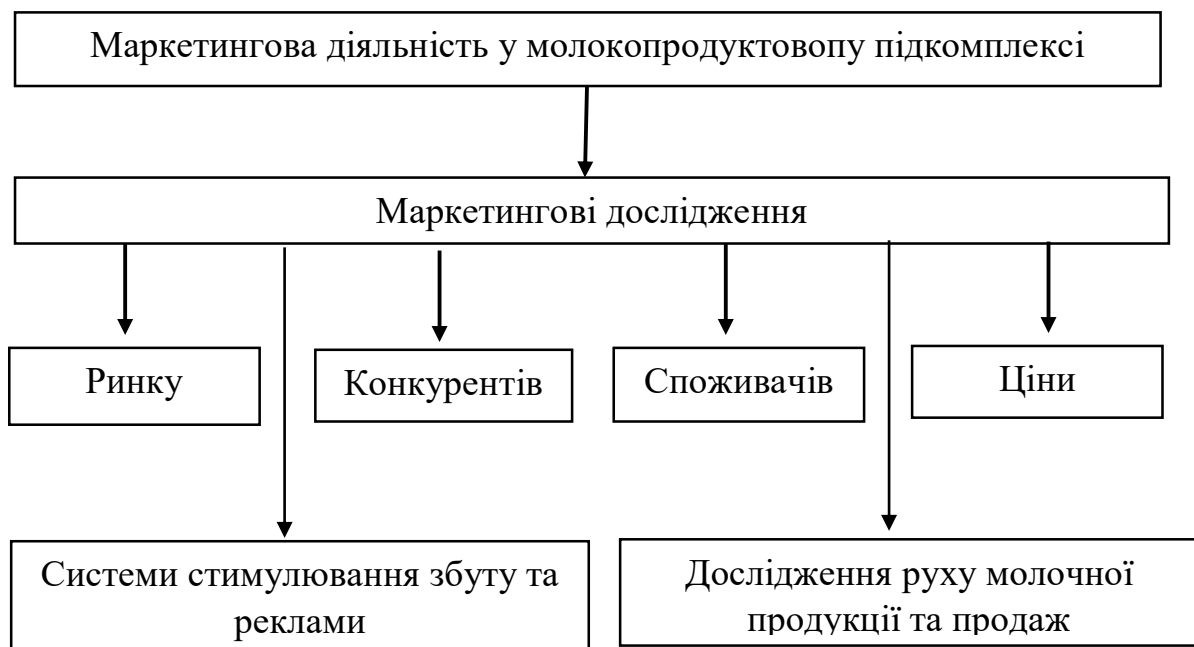 Маркетингова діяльність у молокопродуктовопу підкомплексі
Маркетингові дослідження
Ринку
Конкурентів
Споживачів
Ціни
Системи стимулювання збуту та
реклами
Дослідження руху молочної
продукції та продаж